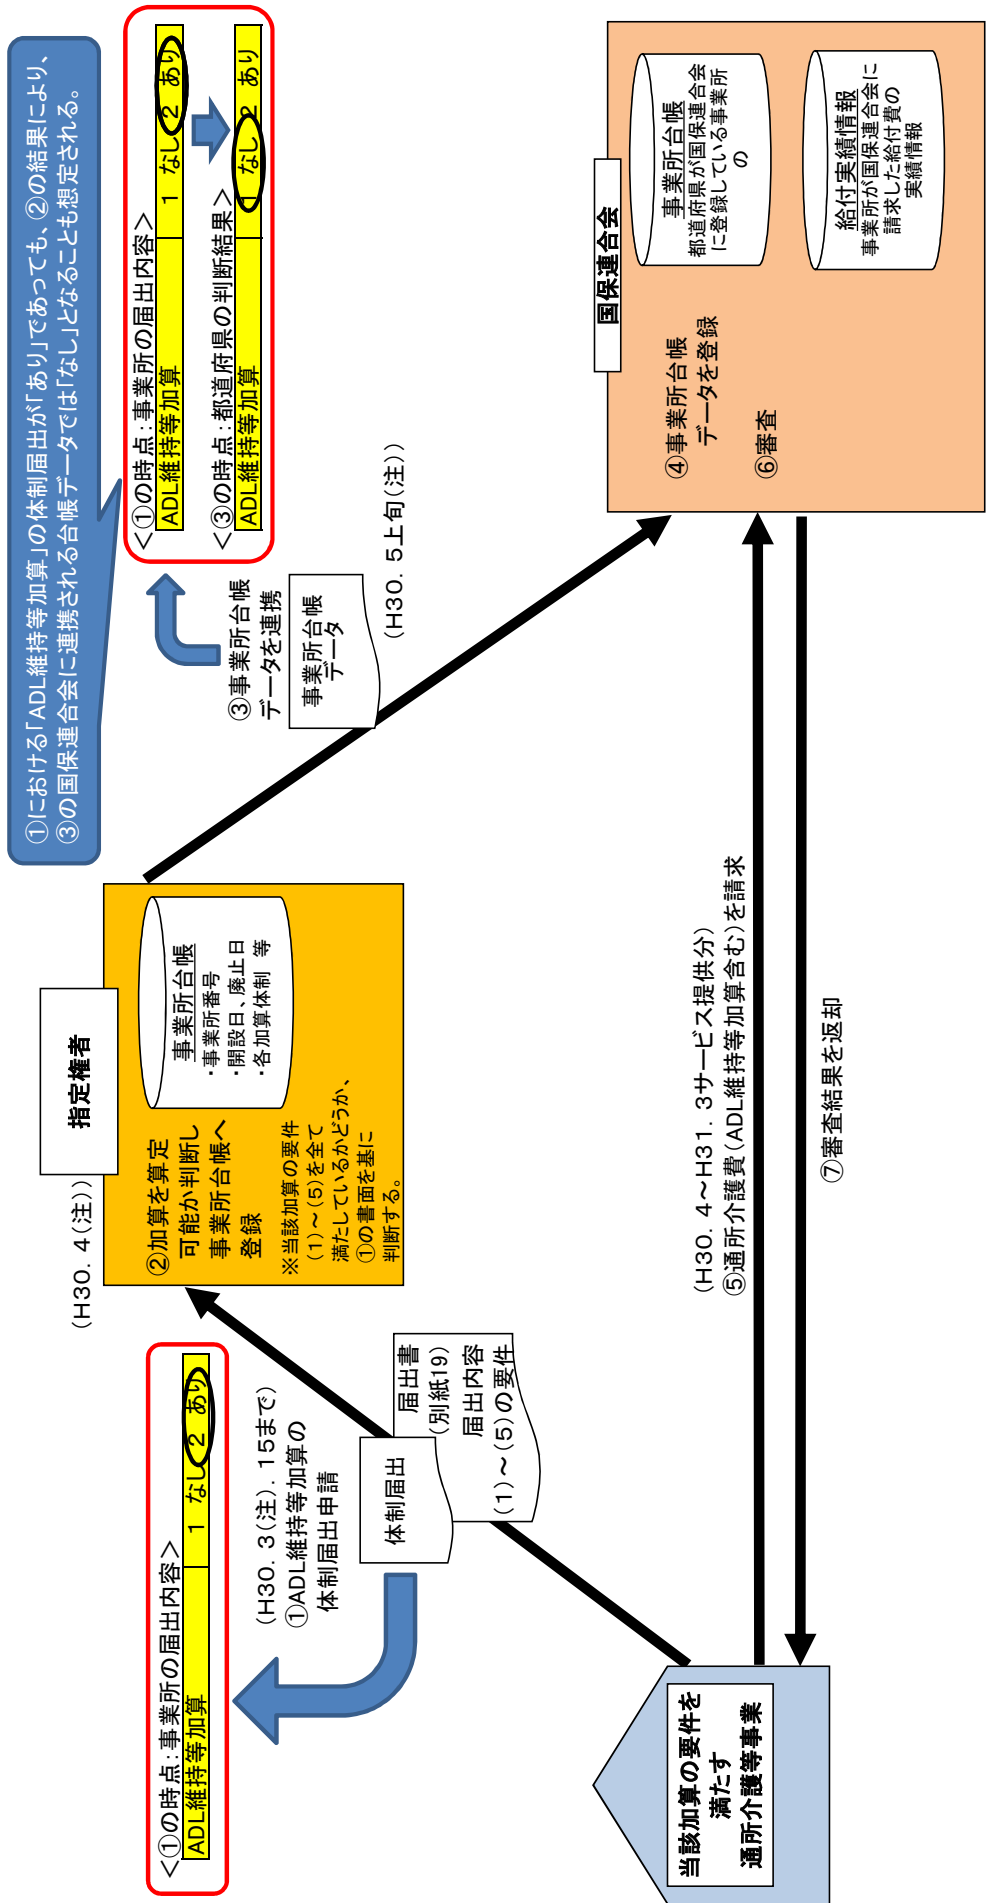 ①における「ADL維持等加算」の体制届出が「あり」であっても、②の結果により、
③の国保連合会に連携される台帳データでは「なし」となることも想定される。
＜①の時点：事業所の届出内容＞
ADL維持等加算　1　なし　2　あり
（H30．3（注）．15まで）
①ADL維持等加算の
体制届出申請
体制届出
届出書
（別紙19）
届出内容
（1）～（5）の要件
当該加算の要件を
満たす
通所介護等事業
（H30．4（注））
指定権者
②加算を算定
可能か判断し
事業所台帳へ
登録
※当該加算の要件
（1）～（5）を全て
満たしているかどうか、
①の書面を基に
判断する。
事業所台帳
・事業所番号
・開設日、廃止日
・各加算体制　等
＜①の時点：事業所の届出内容＞
ADL維持等加算　1　なし　2　あり
＜③の時点：都道府県の判断結果＞
ADL維持等加算　1　なし　2　あり
③事業所台帳
データを連携
事業所台帳
データ
（H30．5上旬（注））
（H30．4～H31．3サービス提供分）
⑤通所介護費（ADL維持等加算含む）を請求
⑦審査結果を返却
国保連合会
④事業所台帳
データを登録
⑥審査
事業所台帳
都道府県が国保連合会
に登録している事業所
の
給付実績情報
事業所が国保連合会に
請求した給付費の
実績情報